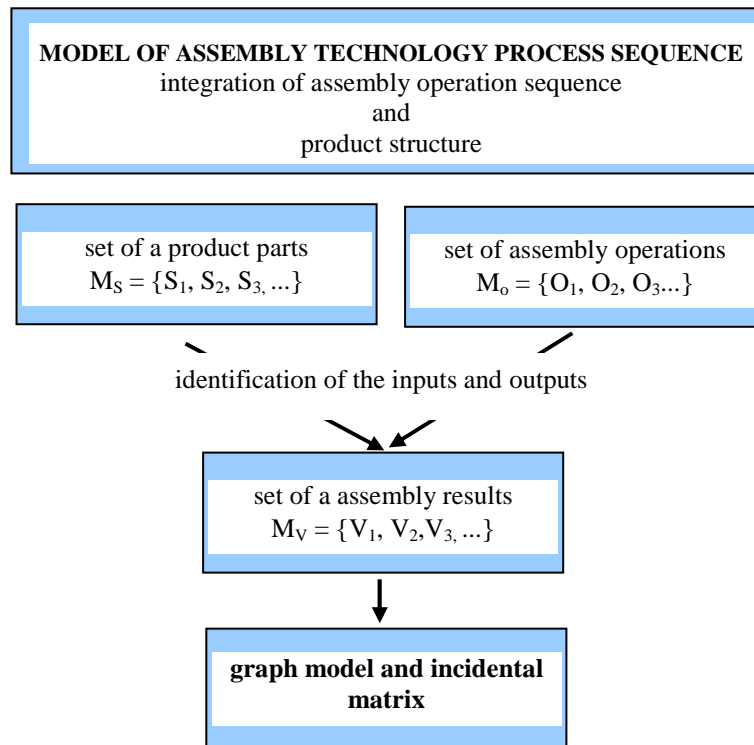 MODEL OF ASSEMBLY TECHNOLOGY PROCESS SEQUENCE
integration of assembly operation sequence
and
product structure
set of a product parts
M_S = {S_1, S_2, S_3, ...}
set of assembly operations
M_o = {O_1, O_2, O_3...}
identification of the inputs and outputs
set of a assembly results
M_V = {V_1, V_2,V_3, ...}
graph model and incidental
matrix